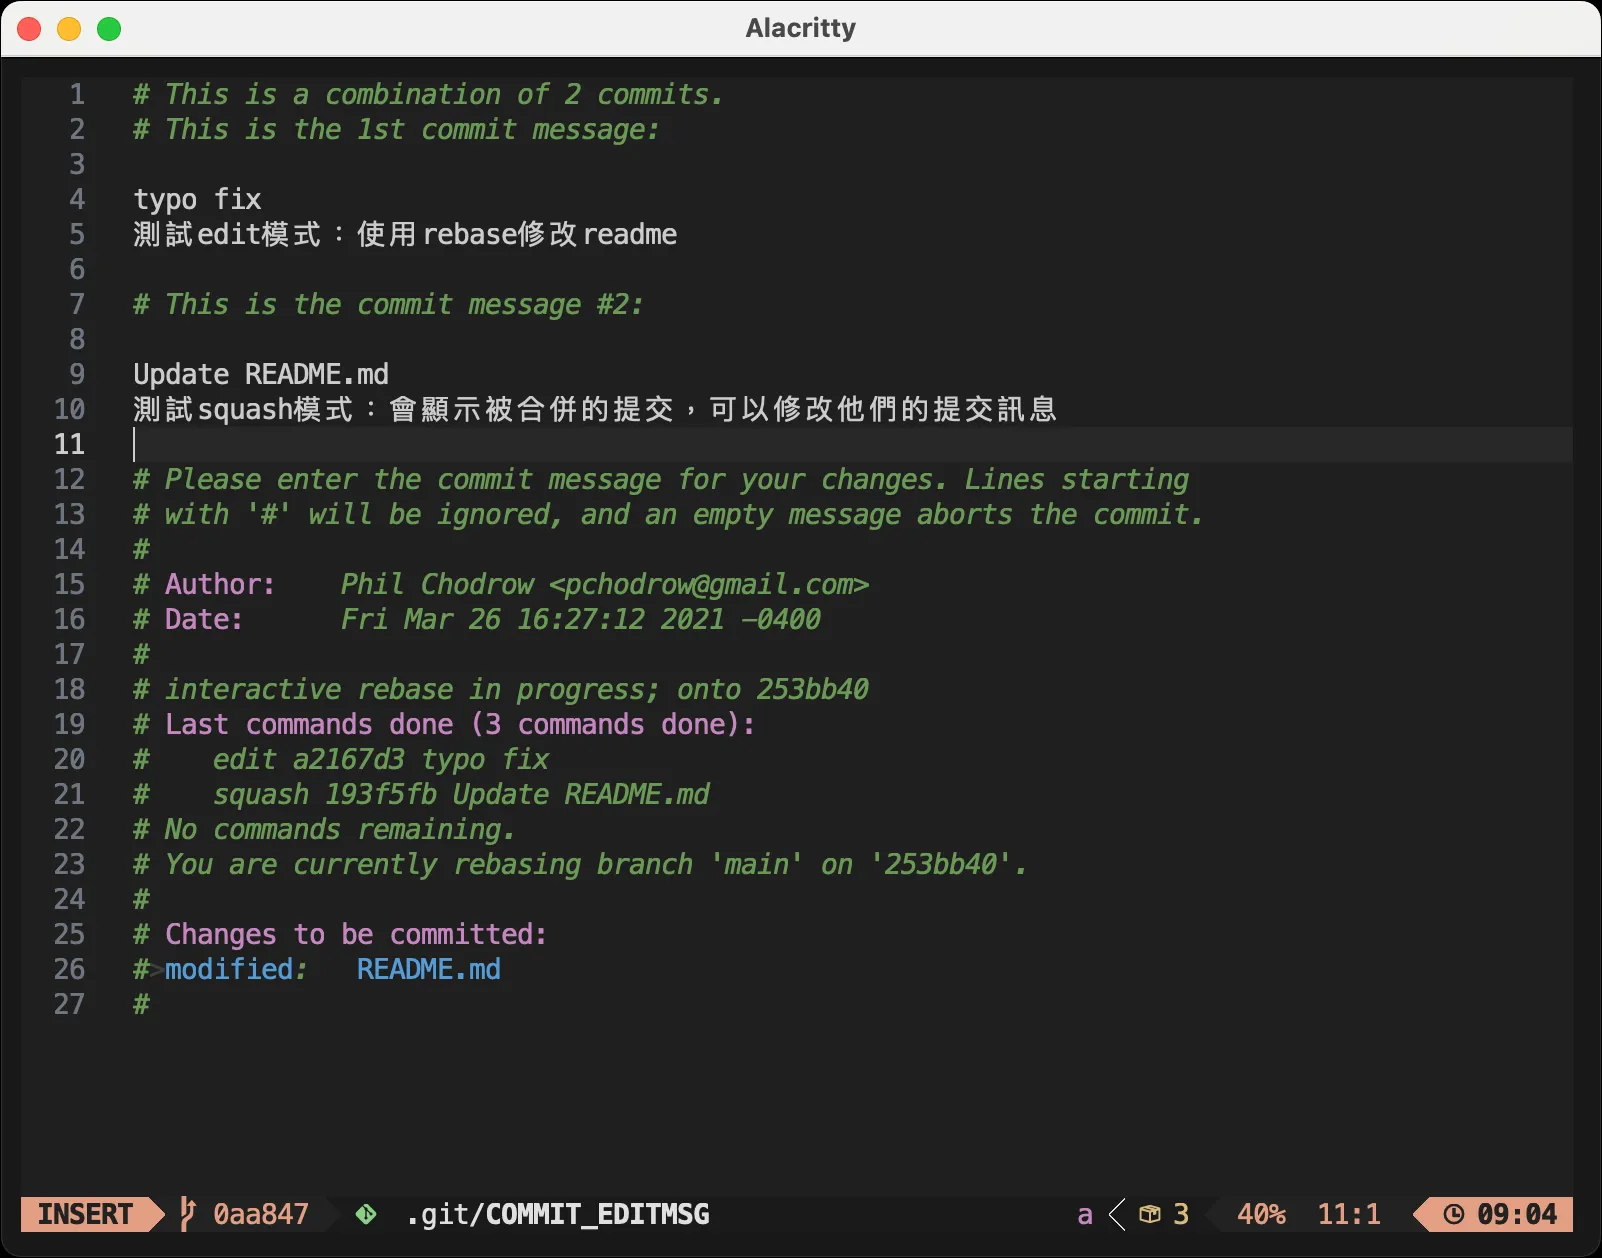 Alacritty
1 # This is a combination of 2 commits.
2 # This is the 1st commit message:
3
4 typo fix
5 測試edit模式：使用rebase修改readme
6
7 # This is the commit message #2:
8
9 Update README.md
10 測試squash模式：會顯示被合併的提交，可以修改他們的提交訊息
11
12 # Please enter the commit message for your changes. Lines starting
13 # with '#' will be ignored, and an empty message aborts the commit.
14 #
15 # Author:    Phil Chodrow <pchodrow@gmail.com>
16 # Date:      Fri Mar 26 16:27:12 2021 -0400
17 #
18 # interactive rebase in progress; onto 253bb40
19 # Last commands done (3 commands done):
20 #    edit a2167d3 typo fix
21 #    squash 193f5fb Update README.md
22 # No commands remaining.
23 # You are currently rebasing branch 'main' on '253bb40'.
24 #
25 # Changes to be committed:
26 #>modified:   README.md
27 #
INSERT 0aa847 .git/COMMIT_EDITMSG a 3 40% 11:1 09:04